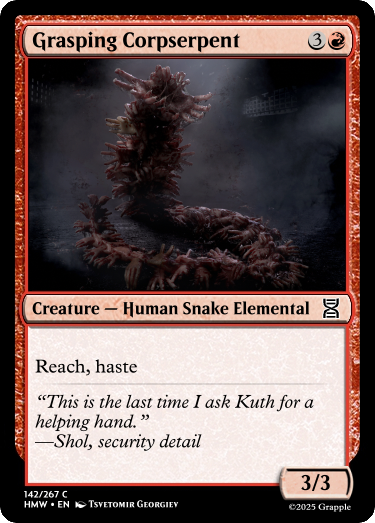 Grasping Corpserpent 3
Creature — Human Snake Elemental
Reach, haste
“This is the last time I ask Kuth for a
helping hand.”
—Shol, security detail
3/3
142/267 C
HMW • EN Tsvetomir Georgiev
©2025 Grapple